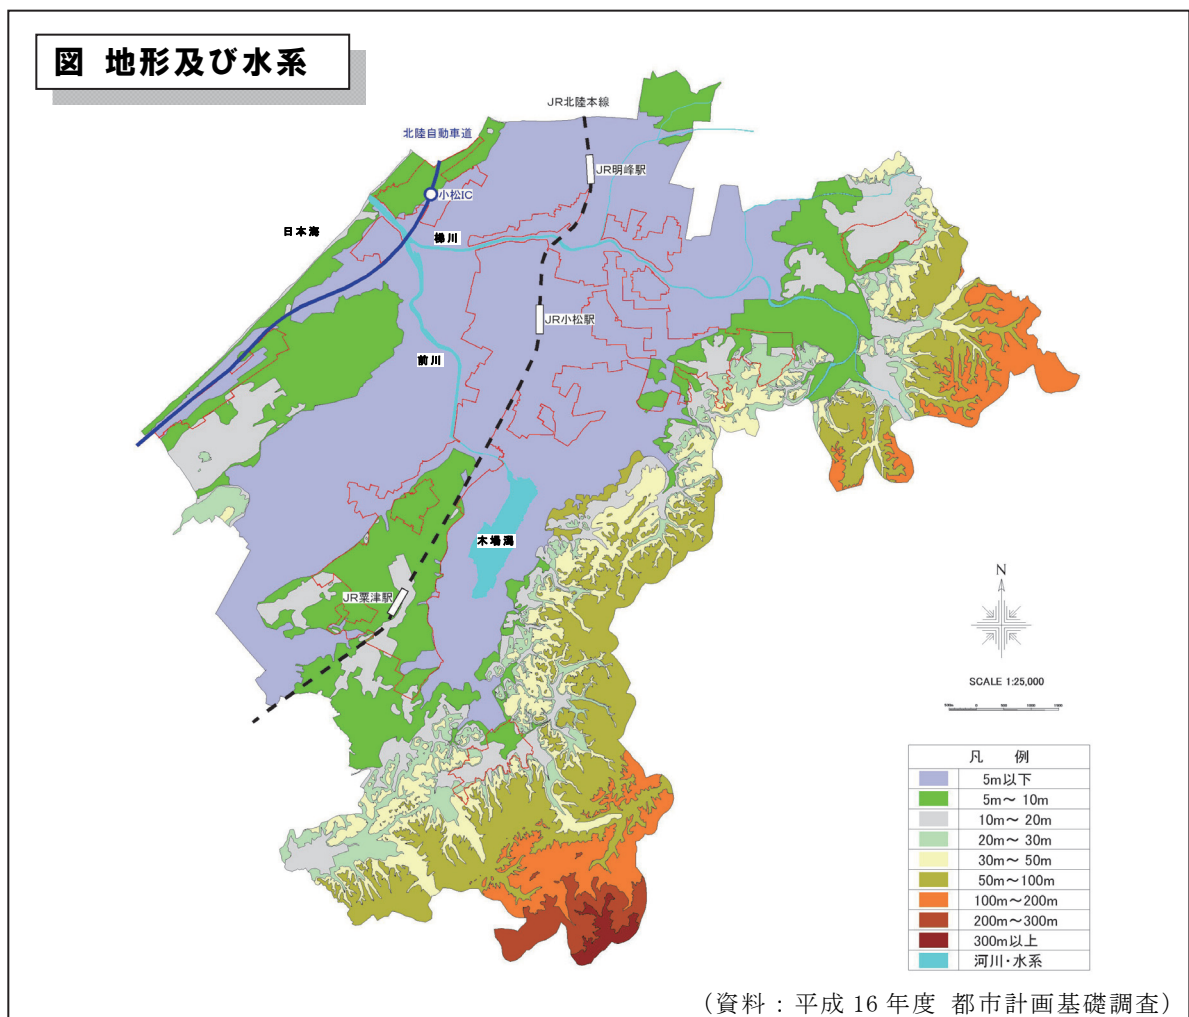 図 地形及び水系
JR北陸本線
北陸自動車道
JR明峰駅
小松IC
日本海
梯川
JR小松駅
前川
木場潟
JR粟津駅
N
SCALE 1:25,000
凡 例
5m以下
5m～ 10m
10m～ 20m
20m～ 30m
30m～ 50m
50m～100m
100m～200m
200m～300m
300m以上
河川・水系
（資料：平成 16 年度 都市計画基礎調査）